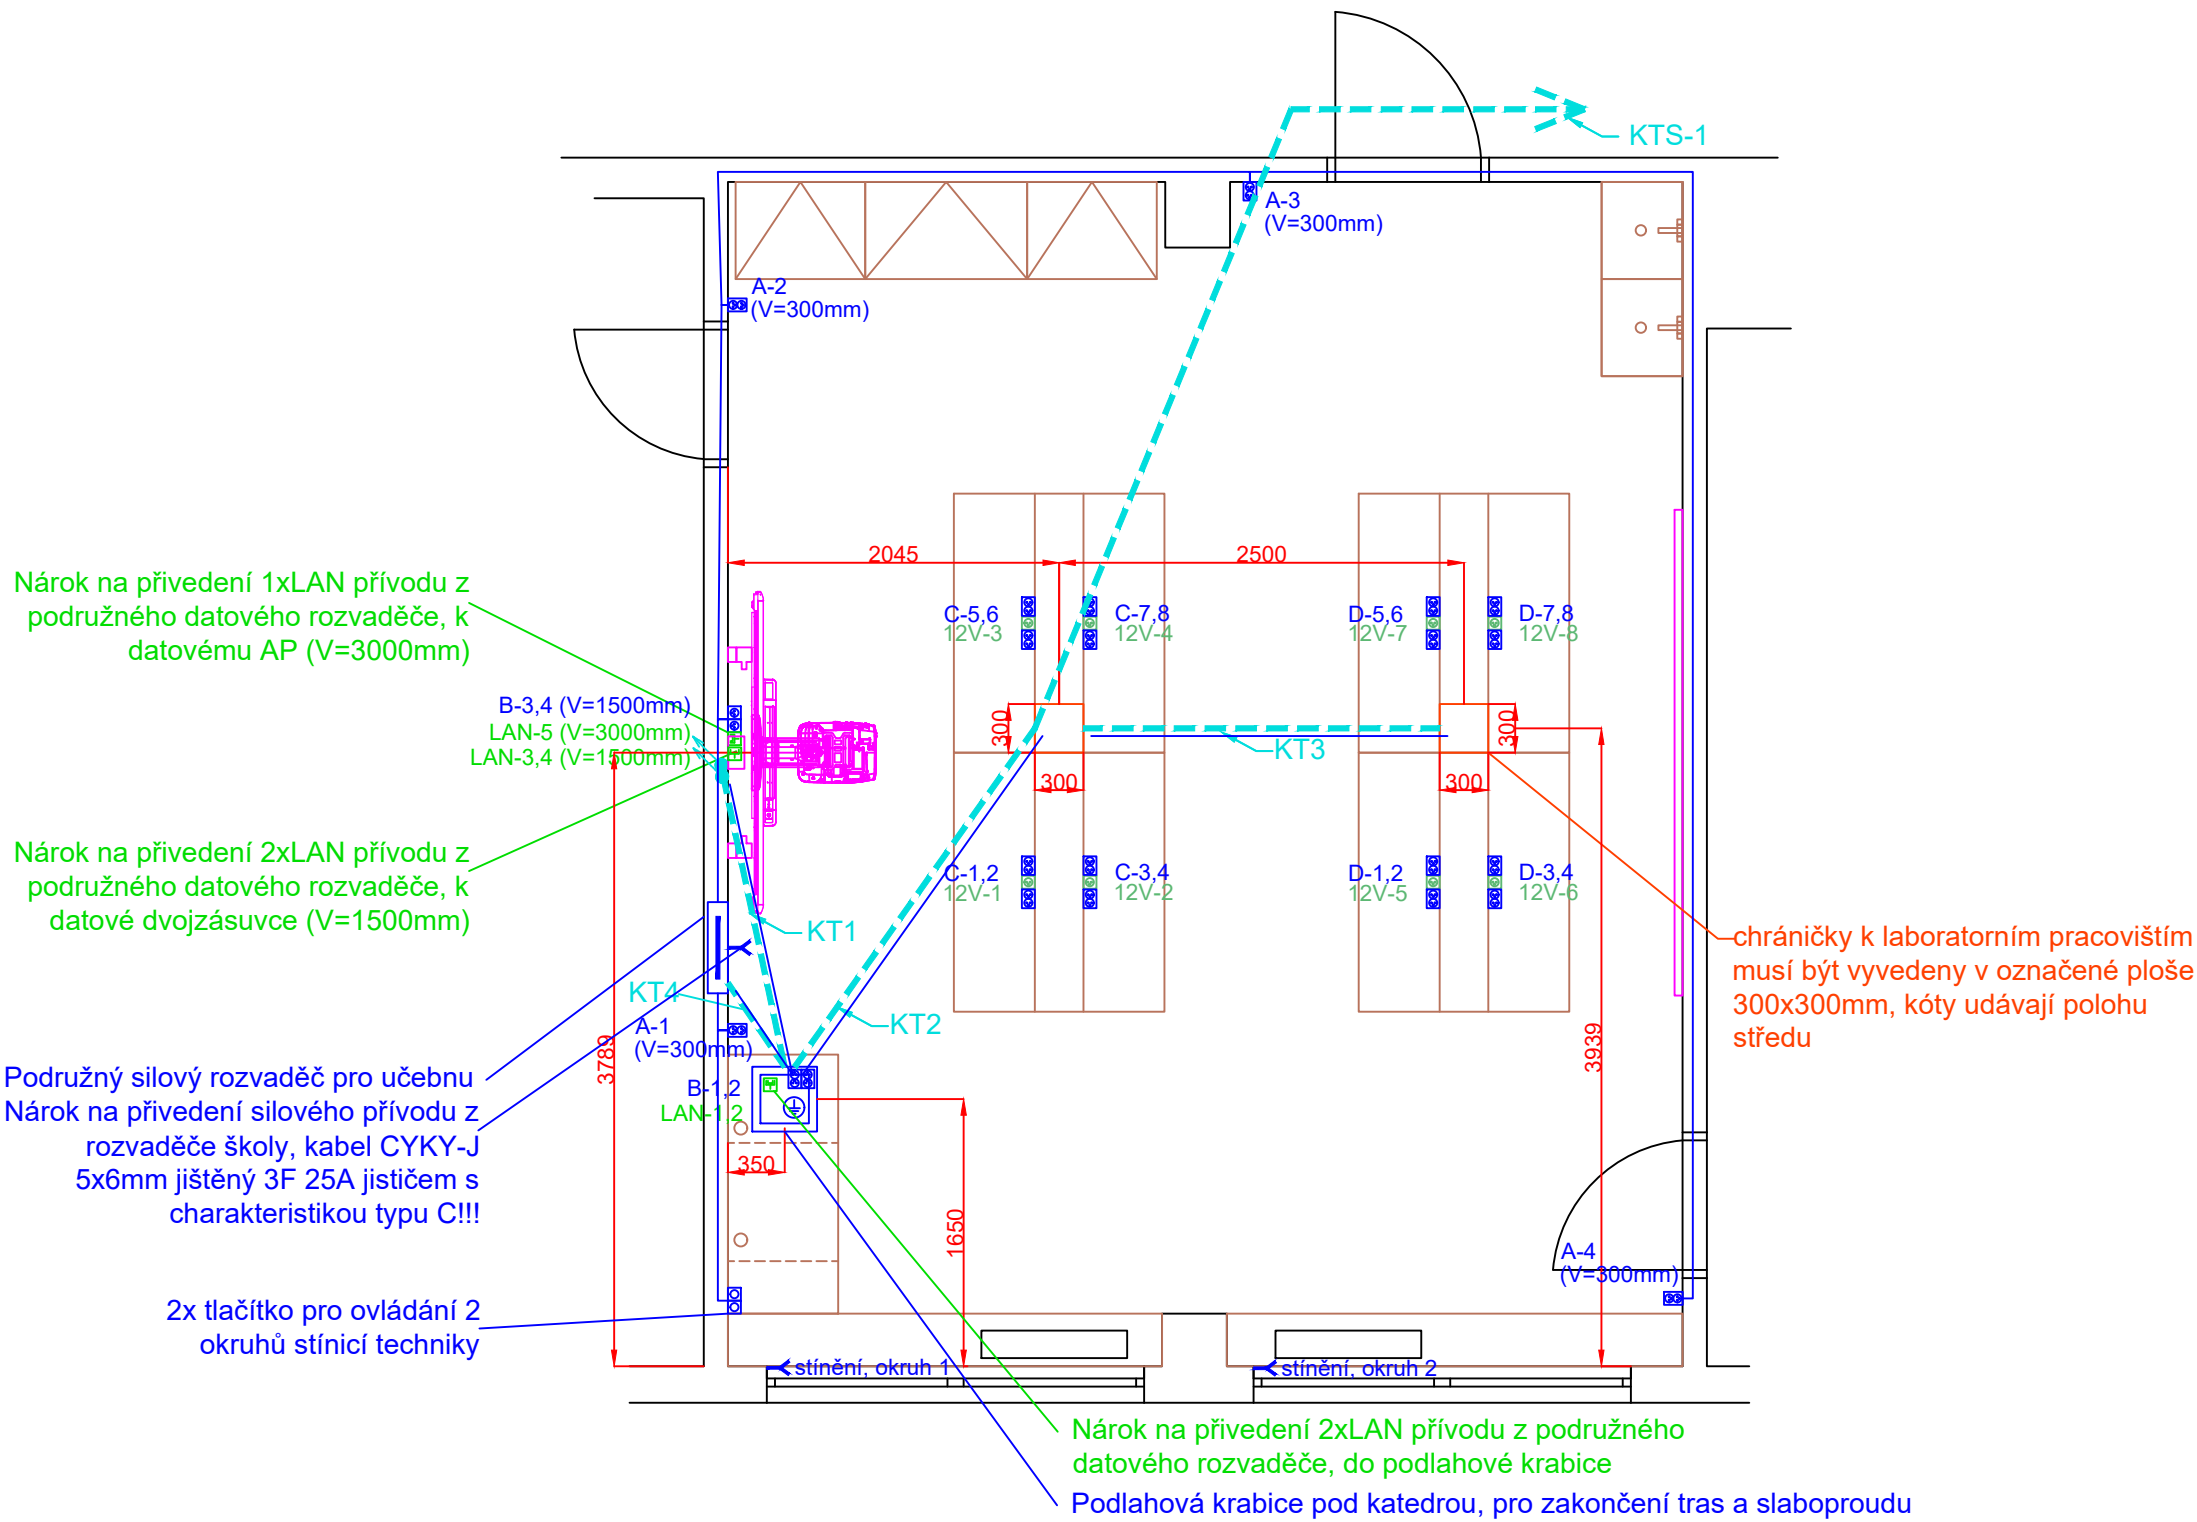 KTS-1
A-3
(V=300mm)
A-2
(V=300mm)
2045
2500
Nárok na přivedení 1xLAN přívodu z
podružného datového rozvaděče, k
datovému AP (V=3000mm)
C-5,6
12V-3
C-7,8
12V-4
D-5,6
12V-7
D-7,8
12V-8
B-3,4 (V=1500mm)
LAN-5 (V=3000mm)
LAN-3,4 (V=1500mm)
300
300
KT3
300
300
Nárok na přivedení 2xLAN přívodu z
podružného datového rozvaděče, k
datové dvojzásuvce (V=1500mm)
C-1,2
12V-1
C-3,4
12V-2
D-1,2
12V-5
D-3,4
12V-6
KT1
chráničky k laboratorním pracovištím
musí být vyvedeny v označené ploše
300x300mm, kóty udávají polohu
středu
KT4
KT2
A-1
(V=300mm)
3789
3939
Podružný silový rozvaděč pro učebnu
Nárok na přivedení silového přívodu z
rozvaděče školy, kabel CYKY-J
5x6mm jištěný 3F 25A jističem s
charakteristikou typu C!!!
B-1,2
LAN-1,2
350
1650
A-4
(V=300mm)
2x tlačítko pro ovládání 2
okruhů stínicí techniky
stínění, okruh 1
stínění, okruh 2
Nárok na přivedení 2xLAN přívodu z podružného
datového rozvaděče, do podlahové krabice
Podlahová krabice pod katedrou, pro zakončení tras a slaboproudu